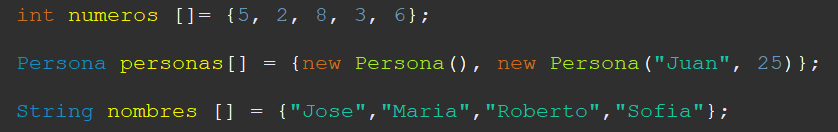 int numeros []= {5, 2, 8, 3, 6};
Persona personas[] = {new Persona(), new Persona("Juan", 25)};
String nombres [] = {"Jose","Maria","Roberto","Sofia"};